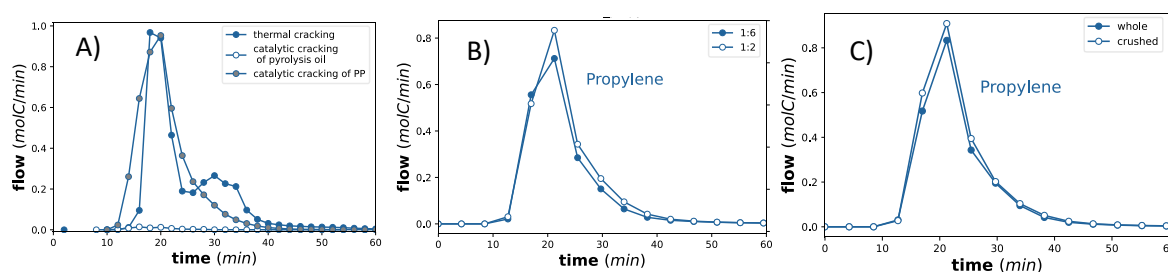 A)
thermal cracking
catalytic cracking
of pyrolysis oil
catalytic cracking of PP
1.0
0.8
0.6
0.4
0.2
0.0
flow (molC/min)
0 10 20 30 40 50 60
time (min)
B)
1:6
1:2
Propylene
0.8
0.6
0.4
0.2
0.0
flow (molC/min)
0 10 20 30 40 50 60
time (min)
C)
whole
crushed
Propylene
0.8
0.6
0.4
0.2
0.0
flow (molC/min)
0 10 20 30 40 50 60
time (min)